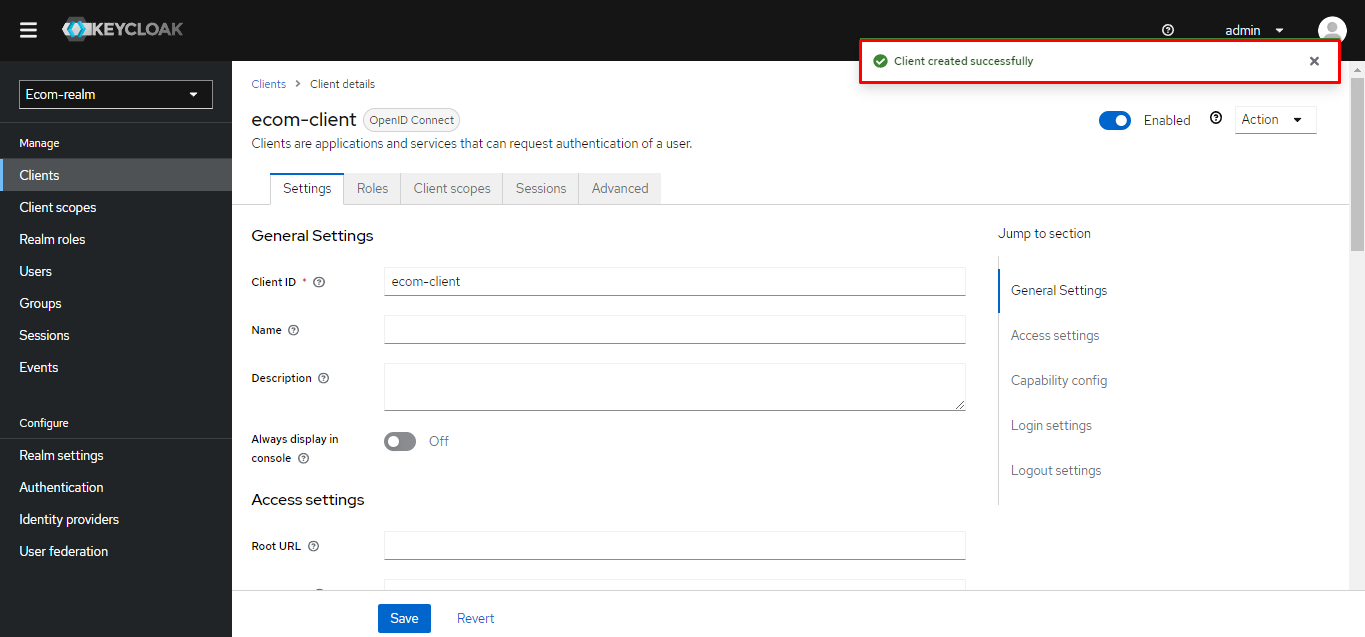 KEYCLOAK
admin
Client created successfully
Ecom-realm
Manage
Clients
Client scopes
Realm roles
Users
Groups
Sessions
Events
Configure
Realm settings
Authentication
Identity providers
User federation
Clients > Client details
ecom-client OpenID Connect
Enabled
Action
Clients are applications and services that can request authentication of a user.
Settings Roles Client scopes Sessions Advanced
General Settings
Client ID *
ecom-client
Name
Description
Always display in
console
Off
Access settings
Root URL
Save Revert
Jump to section
General Settings
Access settings
Capability config
Login settings
Logout settings